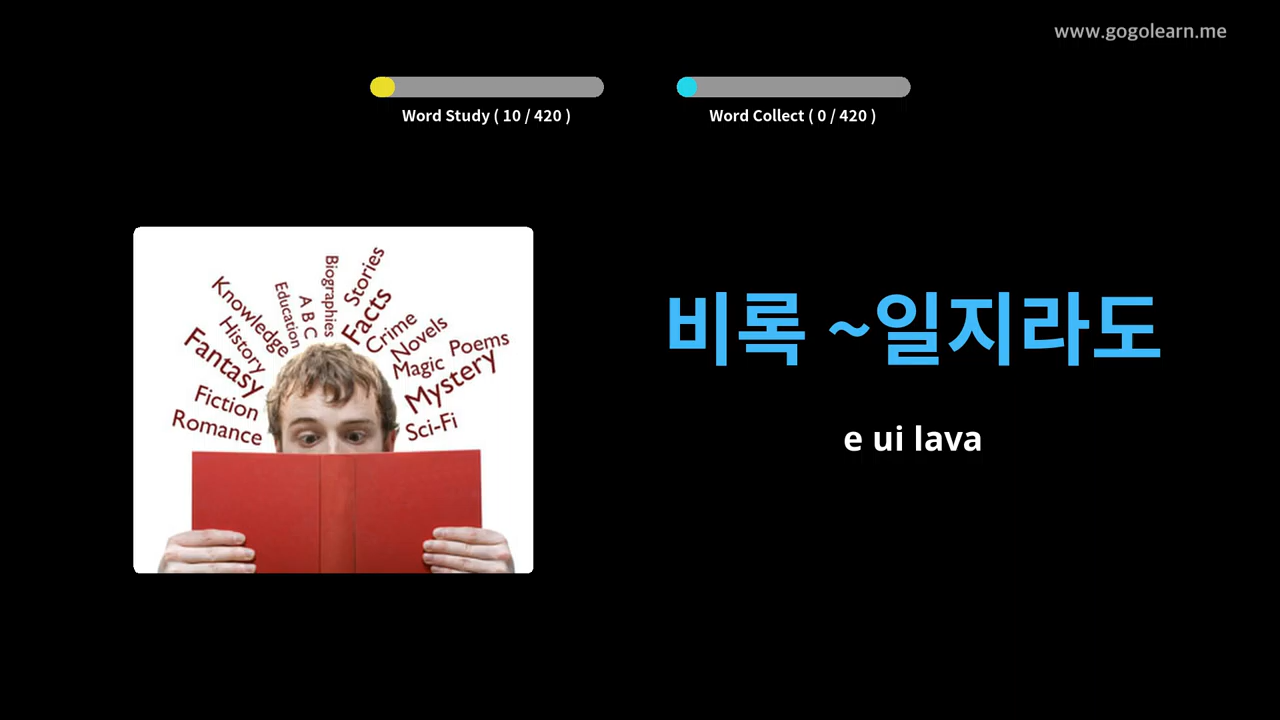 www.gogolearn.me
Word Study ( 10 / 420 )
Word Collect ( 0 / 420 )
Knowledge
History
Fantasy
Fiction
Romance
Education
A B C
Biographies
Stories
Facts
Crime
Novels
Magic
Poems
Mystery
Sci-Fi
비록 ~일지라도
e ui lava